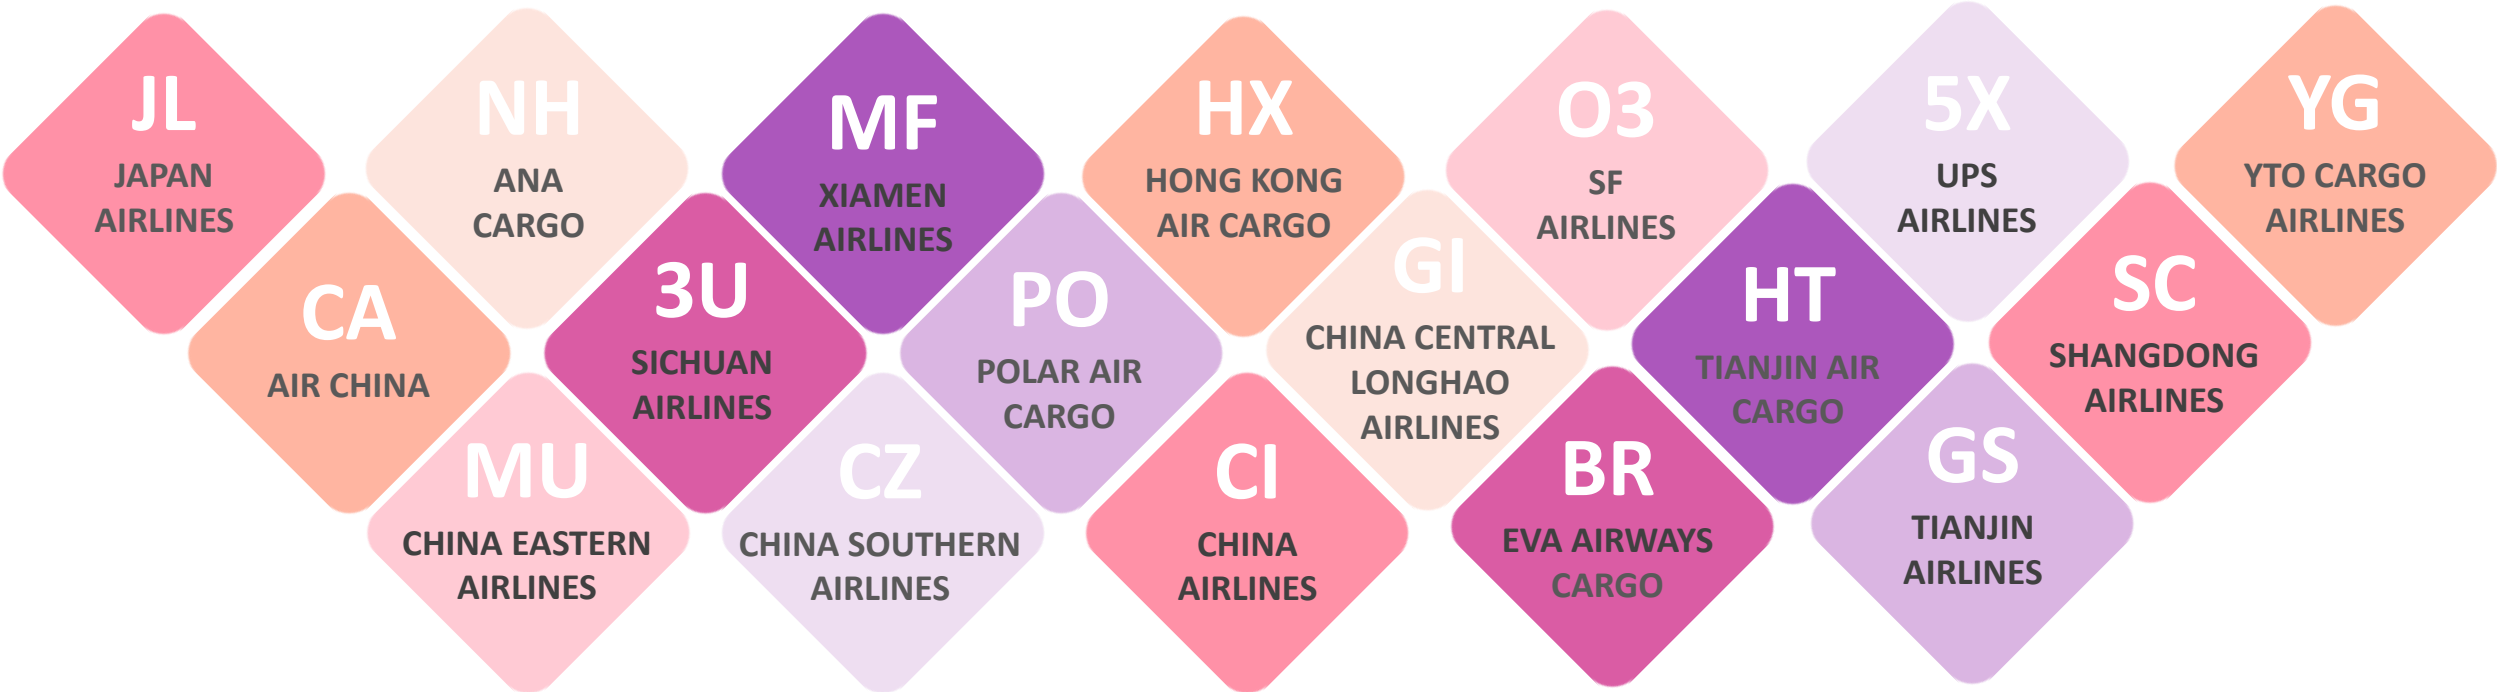 JL
JAPAN
AIRLINES
NH
ANA
CARGO
MF
XIAMEN
AIRLINES
HX
HONG KONG
AIR CARGO
O3
SF
AIRLINES
5X
UPS
AIRLINES
YG
YTO CARGO
AIRLINES
CA
AIR CHINA
3U
SICHUAN
AIRLINES
PO
POLAR AIR
CARGO
GI
CHINA CENTRAL
LONGHAO
AIRLINES
HT
TIANJIN AIR
CARGO
SC
SHANGDONG
AIRLINES
MU
CHINA EASTERN
AIRLINES
CZ
CHINA SOUTHERN
AIRLINES
CI
CHINA
AIRLINES
BR
EVA AIRWAYS
CARGO
GS
TIANJIN
AIRLINES